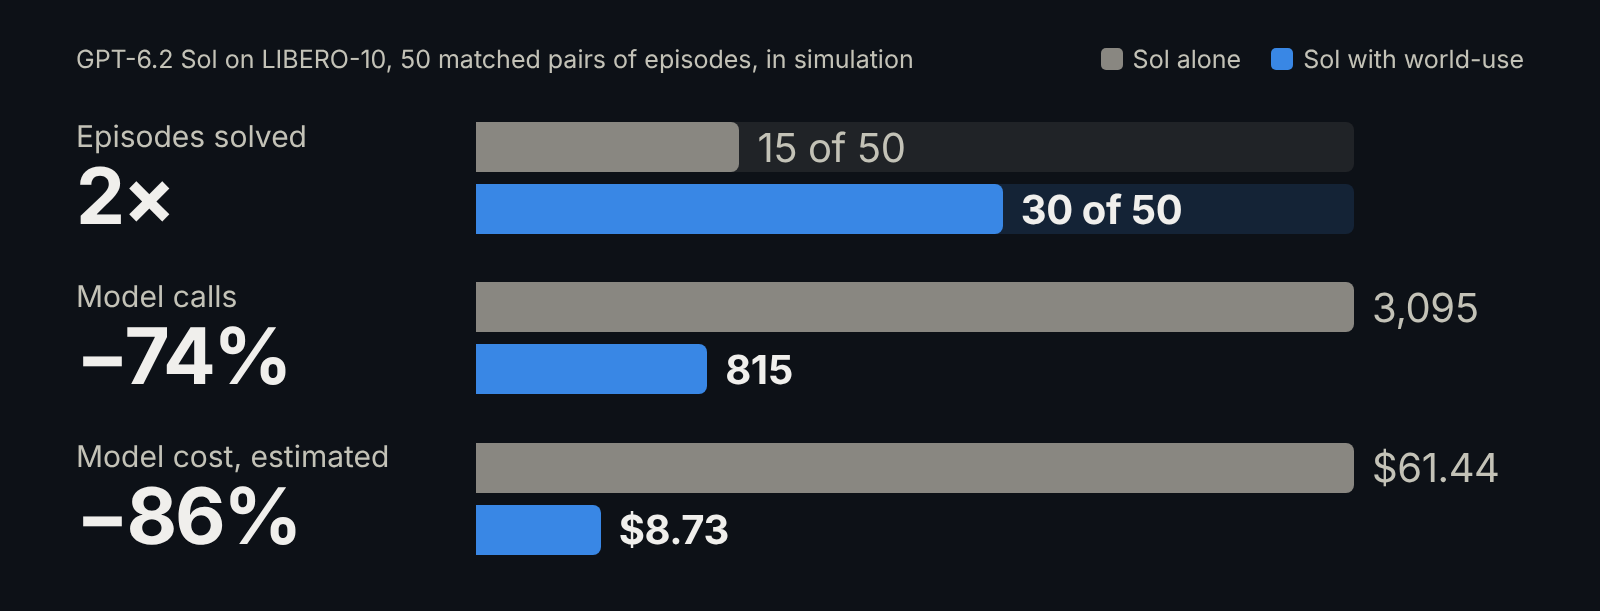 GPT-6.2 Sol on LIBERO-10, 50 matched pairs of episodes, in simulation
Sol alone
Sol with world-use
Episodes solved
2×
15 of 50
30 of 50
Model calls
−74%
3,095
815
Model cost, estimated
−86%
$61.44
$8.73